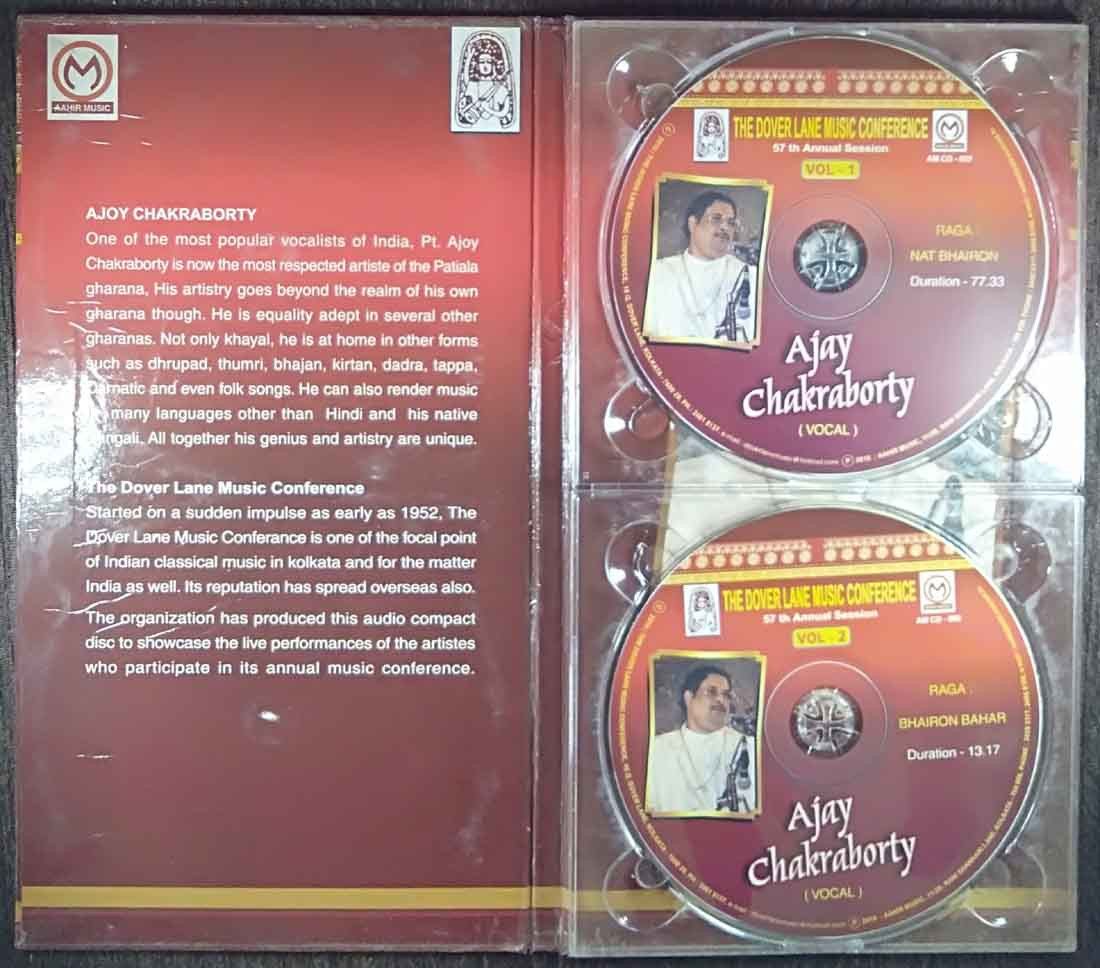 AAHIR MUSIC
AJOY CHAKRABORTY
One of the most popular vocalists of India, Pt. Ajoy
Chakraborty is now the most respected artiste of the Patiala
gharana, His artistry goes beyond the realm of his own
gharana though. He is equality adept in several other
gharanas. Not only khayal, he is at home in other forms
such as dhrupad, thumri, bhajan, kirtan, dadra, tappa,
and even folk songs. He can also render music
many languages other than Hindi and his native
All together his genius and artistry are unique.
The Dover Lane Music Conference
Started on a sudden impulse as early as 1952, The
Dover Lane Music Conferance is one of the focal point
of Indian classical music in kolkata and for the matter
India as well. Its reputation has spread overseas also.
The organization has produced this audio compact
disc to showcase the live performances of the artistes
who participate in its annual music conference.
THE DOVER LANE MUSIC CONFERENCE
57 th Annual Session
AM CD -
VOL - 1
RAGA :
NAT BHAIRON
Duration - 77.33
Ajay
Chakraborty
( VOCAL )
THE DOVER LANE MUSIC CONFERENCE
57 th Annual Session
AM CD -
VOL - 2
RAGA :
BHAIRON BAHAR
Duration - 13.17
Ajay
Chakraborty
( VOCAL )